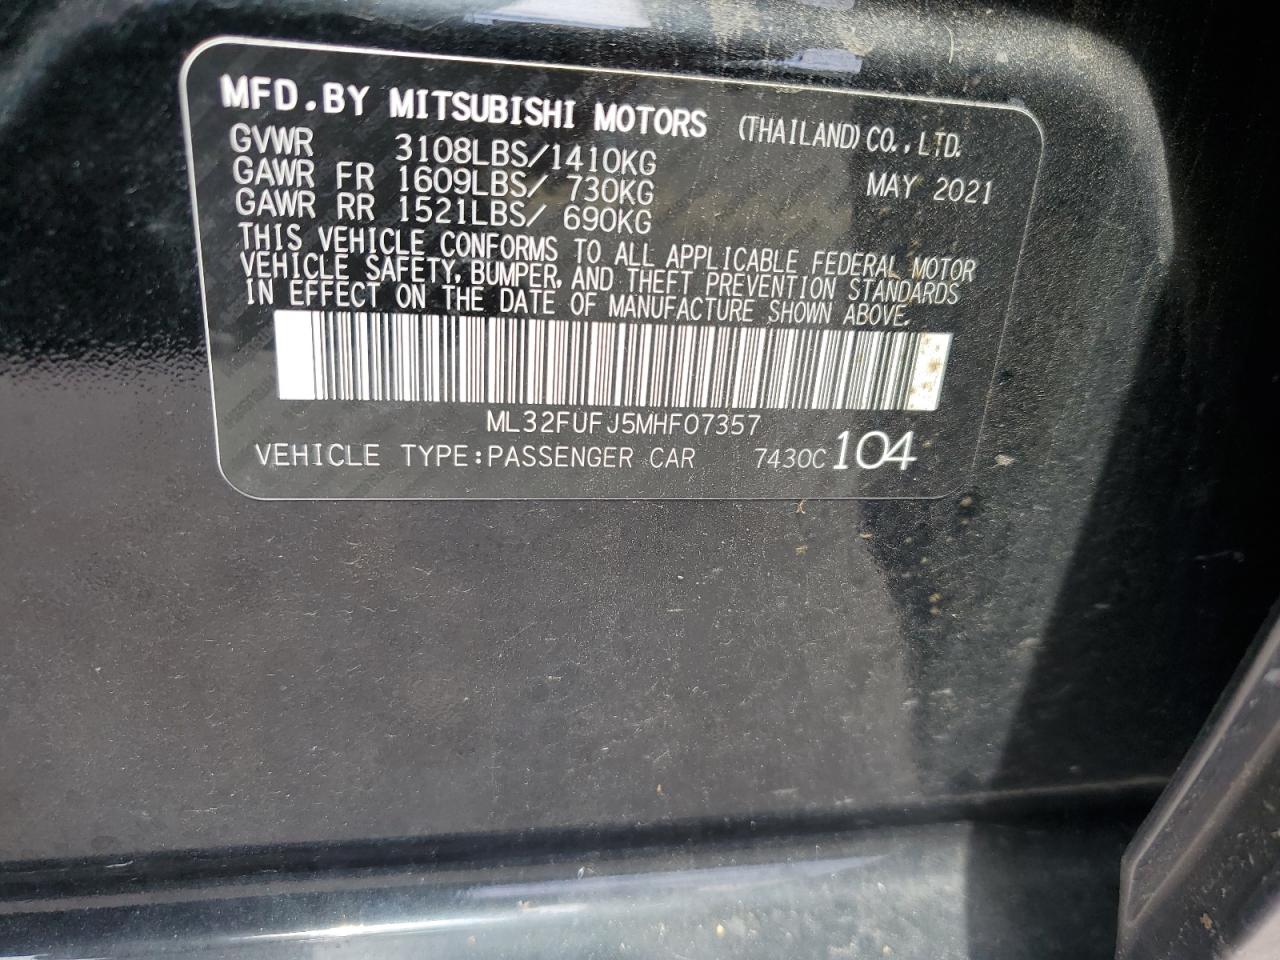 MFD.BY MITSUBISHI MOTORS (THAILAND) CO.,LTD.
GVWR 3108LBS/1410KG
GAWR FR 1609LBS/ 730KG MAY 2021
GAWR RR 1521LBS/ 690KG
THIS VEHICLE CONFORMS TO ALL APPLICABLE FEDERAL MOTOR
VEHICLE SAFETY, BUMPER, AND THEFT PREVENTION STANDARDS
IN EFFECT ON THE DATE OF MANUFACTURE SHOWN ABOVE.
ML32FUFJ5MHF07357
VEHICLE TYPE:PASSENGER CAR 7430C 104